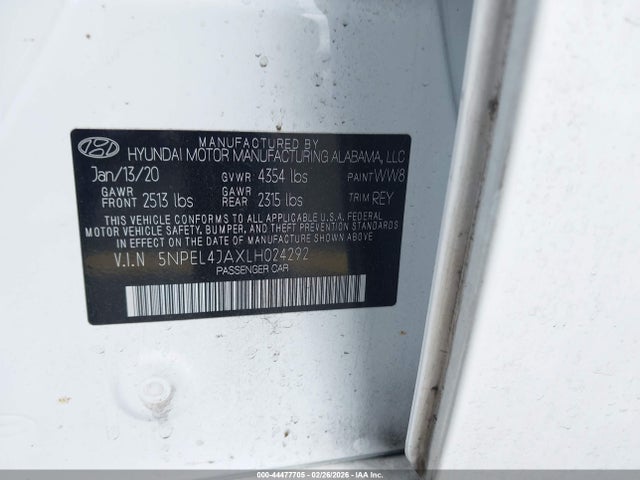 MANUFACTURED BY
HYUNDAI MOTOR MANUFACTURING ALABAMA, LLC
Jan/13/20 GVWR 4354 lbs PAINT WW8
GAWR FRONT 2513 lbs GAWR REAR 2315 lbs TRIM REY
THIS VEHICLE CONFORMS TO ALL APPLICABLE U.S.A. FEDERAL
MOTOR VEHICLE SAFETY, BUMPER, AND THEFT STANDARDS
IN EFFECT ON THE DATE OF MANUFACTURE SHOWN ABOVE.
V.I.N 5NPEL4JAXLH024292
PASSENGER CAR
000-44477705 - 02/26/2026 - IAA Inc.